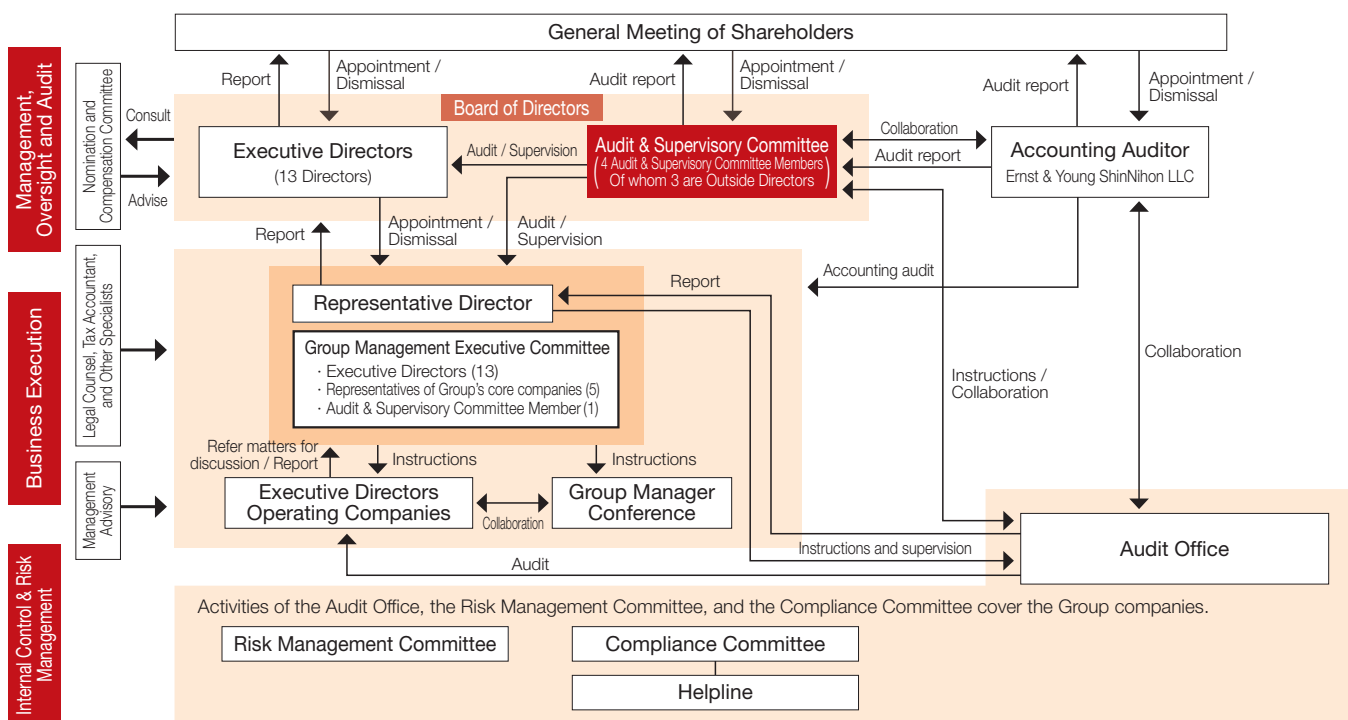 General Meeting of Shareholders
Management,
Oversight and Audit
Nomination and
Compensation Committee
Consult
Advise
Report
Appointment /
Dismissal
Audit report
Appointment /
Dismissal
Audit report
Appointment /
Dismissal
Board of Directors
Executive Directors
(13 Directors)
Audit / Supervision
Audit & Supervisory Committee
(4 Audit & Supervisory Committee Members
Of whom 3 are Outside Directors)
Collaboration
Audit report
Accounting Auditor
Ernst & Young ShinNihon LLC
Report
Appointment /
Dismissal
Audit /
Supervision
Business Execution
Legal Counsel, Tax Accountant,
and Other Specialists
Management
Advisory
Accounting audit
Report
Representative Director
Group Management Executive Committee
· Executive Directors (13)
· Representatives of Group's core companies (5)
· Audit & Supervisory Committee Member (1)
Collaboration
Instructions /
Collaboration
Refer matters for
discussion / Report
Instructions
Instructions
Executive Directors
Operating Companies
Collaboration
Group Manager
Conference
Instructions and supervision
Audit
Audit Office
Internal Control & Risk
Management
Activities of the Audit Office, the Risk Management Committee, and the Compliance Committee cover the Group companies.
Risk Management Committee
Compliance Committee
Helpline